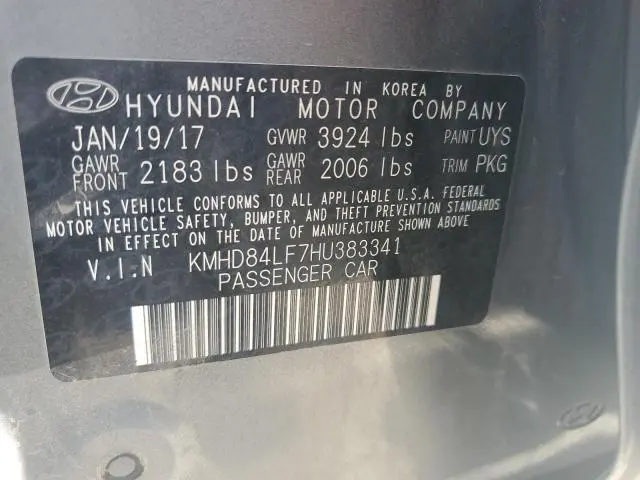 MANUFACTURED IN KOREA BY
HYUNDAI MOTOR COMPANY
JAN/19/17 GVWR 3924 lbs PAINT UYS
GAWR FRONT 2183 lbs GAWR REAR 2006 lbs TRIM PKG
THIS VEHICLE CONFORMS TO ALL APPLICABLE U.S.A. FEDERAL
MOTOR VEHICLE SAFETY, BUMPER, AND THEFT PREVENTION STANDARDS
IN EFFECT ON THE DATE OF MANUFACTURE SHOWN ABOVE
V.I.N KMHD84LF7HU383341
PASSENGER CAR